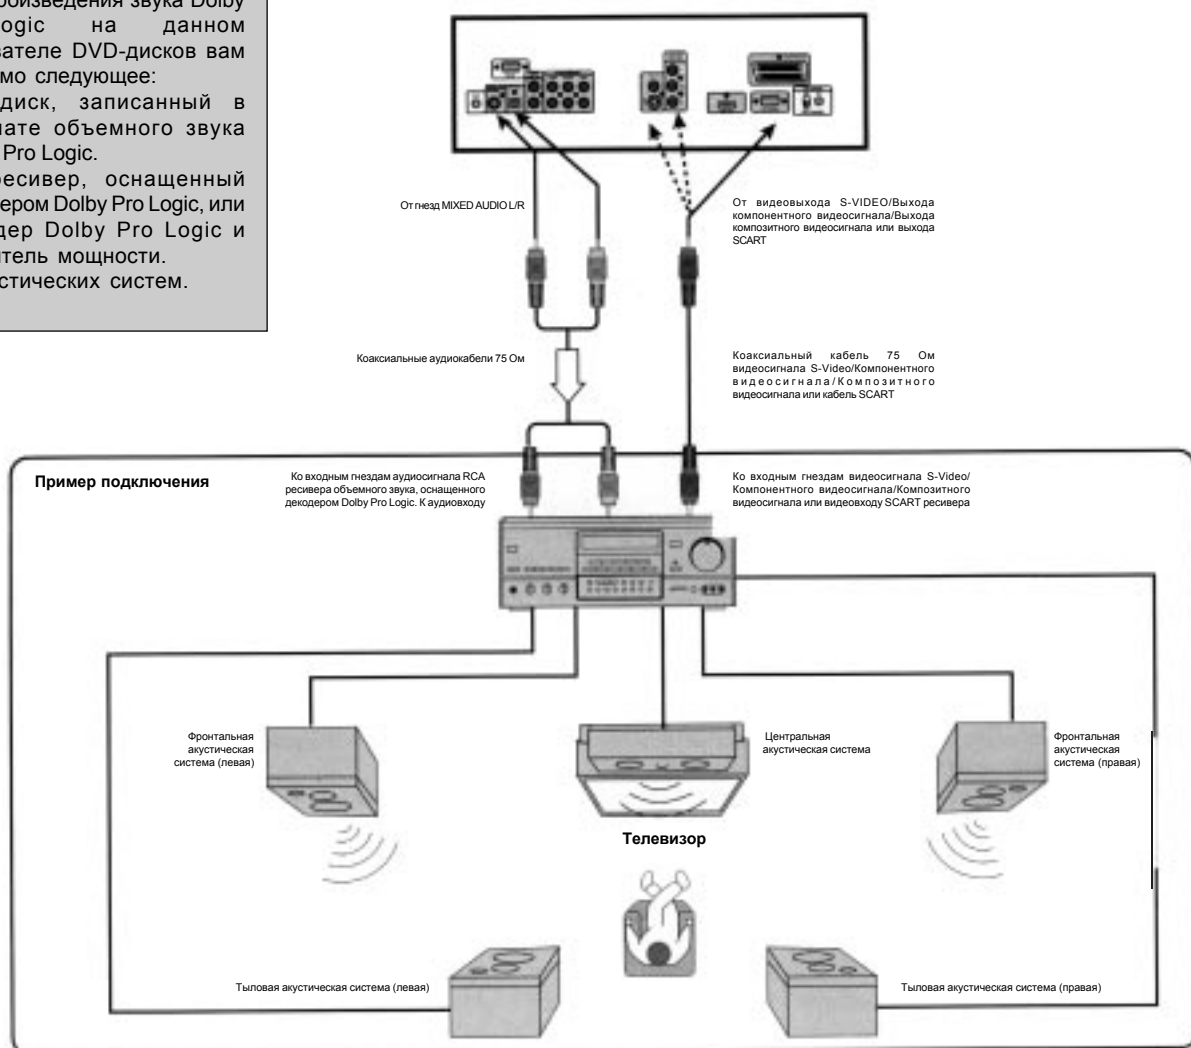 произведения звука Dolby
ogic на данном
вателе DVD-дисков вам
мо следующее:
диск, записанный в
ате объемного звука
Pro Logic.
ресивер, оснащенный
ером Dolby Pro Logic, или
дер Dolby Pro Logic и
тель мощности.
стических систем.
От гнезд MIXED AUDIO L/R
От видеовыхода S-VIDEO/Выхода
компонентного видеосигнала/Выхода
композитного видеосигнала или выхода
SCART
Коаксиальные аудиокабели 75 Ом
Коаксиальный кабель 75 Ом
видеосигнала S-Video/Компонентного
видеосигнала/Композитного
видеосигнала или кабель SCART
Пример подключения
Ко входным гнездам аудиосигнала RCA
ресивера объемного звука, оснащенного
декодером Dolby Pro Logic. К аудиовходу
Ко входным гнездам видеосигнала S-Video/
Компонентного видеосигнала/Композитного
видеосигнала или видеовходу SCART ресивера
Фронтальная
акустическая
система (левая)
Центральная
акустическая система
Фронтальная
акустическая
система (правая)
Телевизор
Тыловая акустическая система (левая)
Тыловая акустическая система (правая)